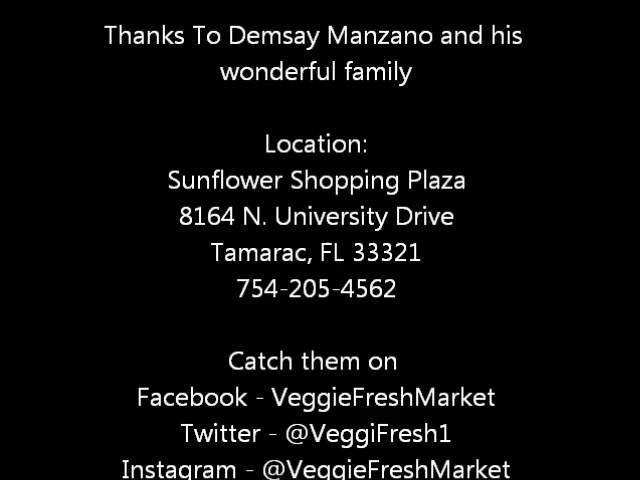 Thanks To Demsay Manzano and his
wonderful family
Location:
Sunflower Shopping Plaza
8164 N. University Drive
Tamarac, FL 33321
754-205-4562
Catch them on
Facebook - VeggieFreshMarket
Twitter - @VeggiFresh1
Instagram - @VeggieFreshMarket